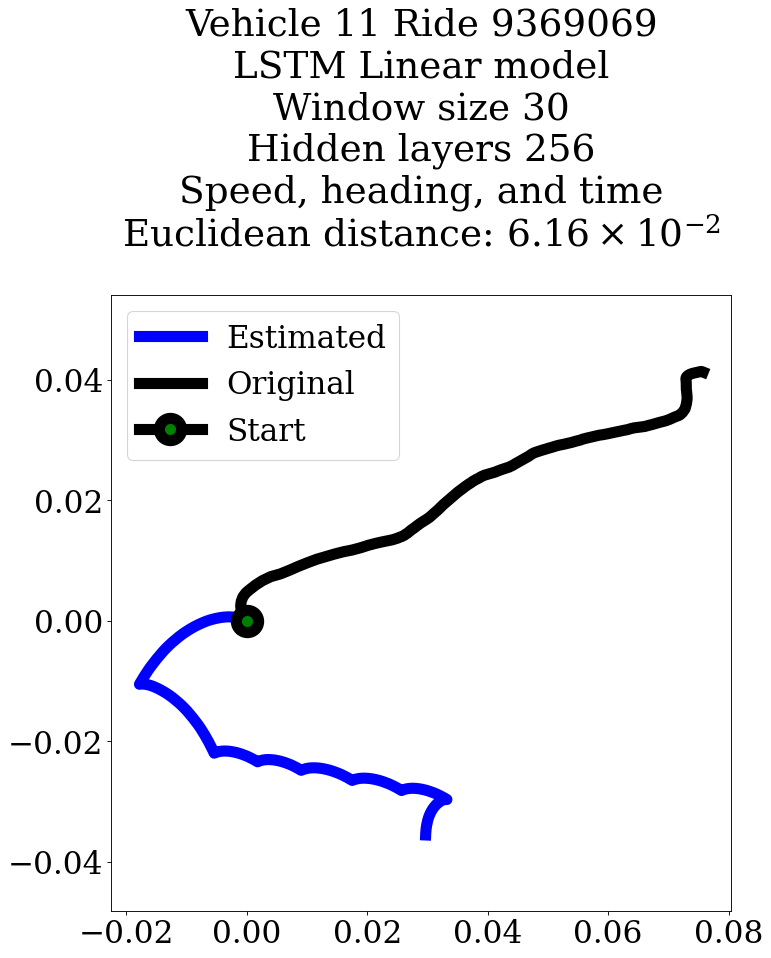 Vehicle 11 Ride 9369069
LSTM Linear model
Window size 30
Hidden layers 256
Speed, heading, and time
Euclidean distance: 6.16 × 10⁻²
Estimated
Original
Start
0.04
0.02
0.00
−0.02
−0.04
−0.02 0.00 0.02 0.04 0.06 0.08